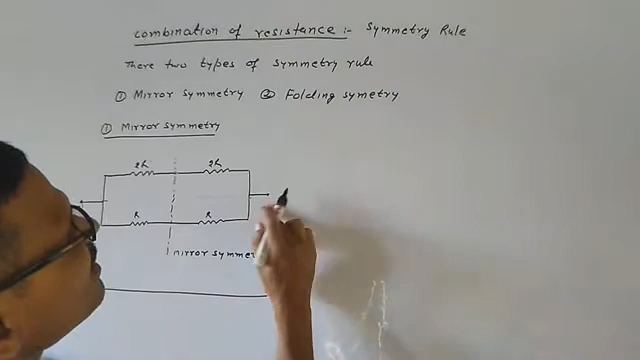 combination of resistance :- Symmetry Rule
There two types of symmetry rule
① Mirror symmetry ② Folding symetry
① Mirror symmetry
2R 2R
R R
mirror symme